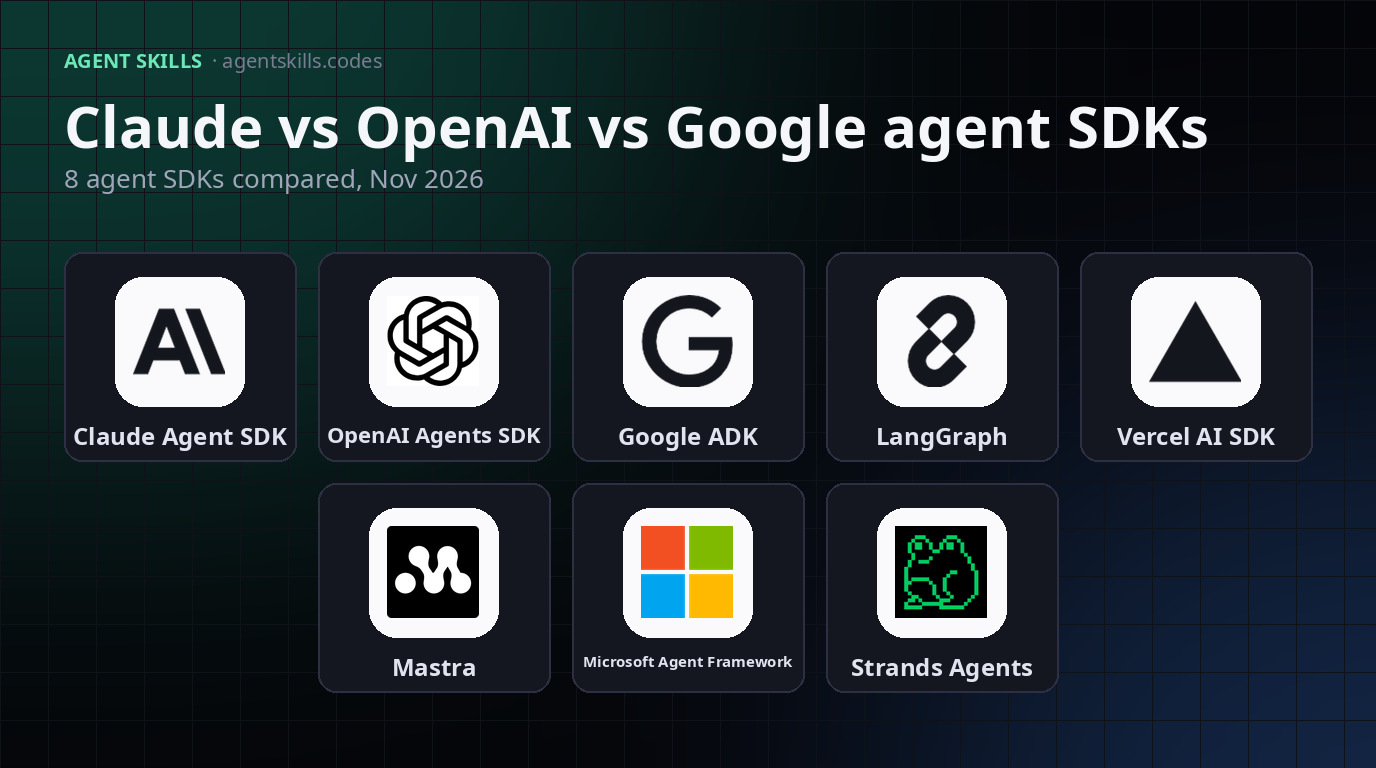 AGENT SKILLS · agentskills.codes
Claude vs OpenAI vs Google agent SDKs
8 agent SDKs compared, Nov 2026
Claude Agent SDK
OpenAI Agents SDK
Google ADK
LangGraph
Vercel AI SDK
Mastra
Microsoft Agent Framework
Strands Agents